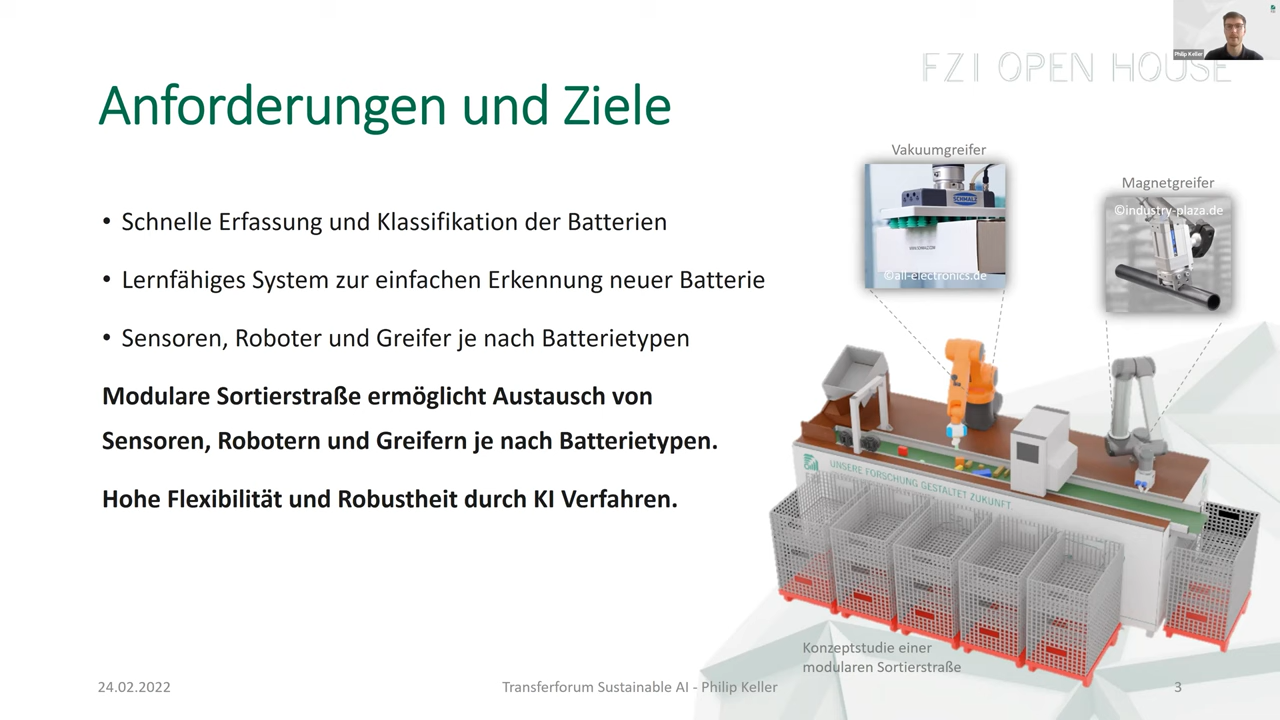 Philip Keller
FZI OPEN HOUSE
Anforderungen und Ziele
Vakuumgreifer
SCHMALZ
©all-electronics.de
Magnetgreifer
©industry-plaza.de
• Schnelle Erfassung und Klassifikation der Batterien
• Lernfähiges System zur einfachen Erkennung neuer Batterie
• Sensoren, Roboter und Greifer je nach Batterietypen
Modulare Sortierstraße ermöglicht Austausch von
Sensoren, Robotern und Greifern je nach Batterietypen.
Hohe Flexibilität und Robustheit durch KI Verfahren.
UNSERE FORSCHUNG GESTALTET ZUKUNFT
Konzeptstudie einer
modularen Sortierstraße
24.02.2022
Transferforum Sustainable AI - Philip Keller
3